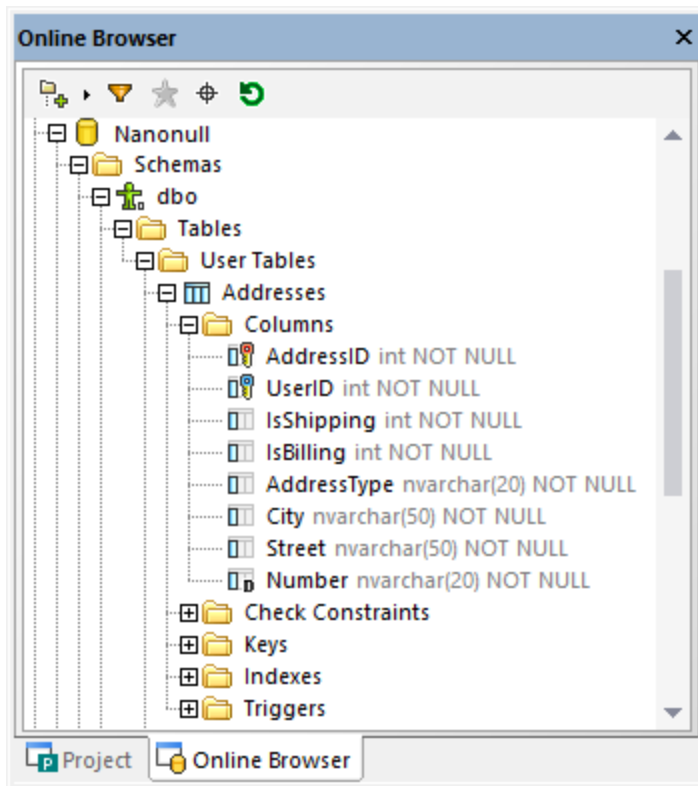 Online Browser
Nanonull
Schemas
dbo
Tables
User Tables
Addresses
Columns
AddressID int NOT NULL
UserID int NOT NULL
IsShipping int NOT NULL
IsBilling int NOT NULL
AddressType nvarchar(20) NOT NULL
City nvarchar(50) NOT NULL
Street nvarchar(50) NOT NULL
Number nvarchar(20) NOT NULL
Check Constraints
Keys
Indexes
Triggers
Project Online Browser